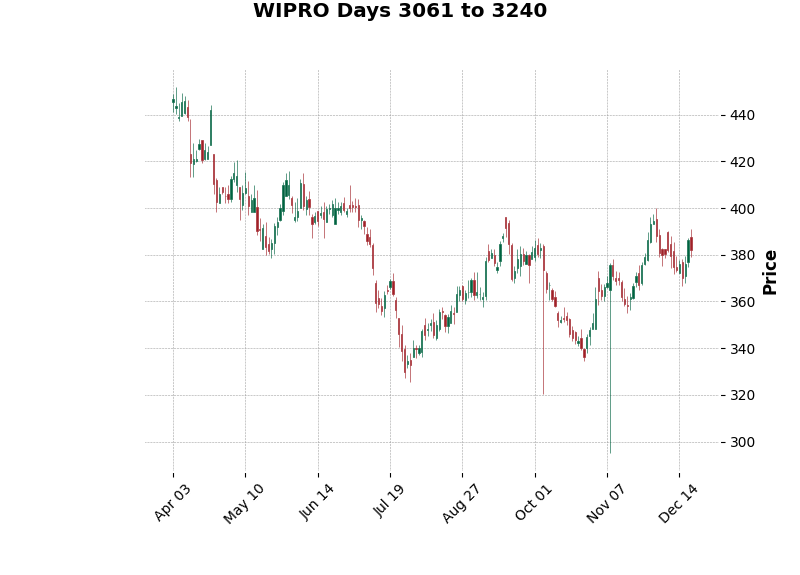 WIPRO Days 3061 to 3240
440
420
400
380
360
340
320
300
Price
Apr 03
May 10
Jun 14
Jul 19
Aug 27
Oct 01
Nov 07
Dec 14